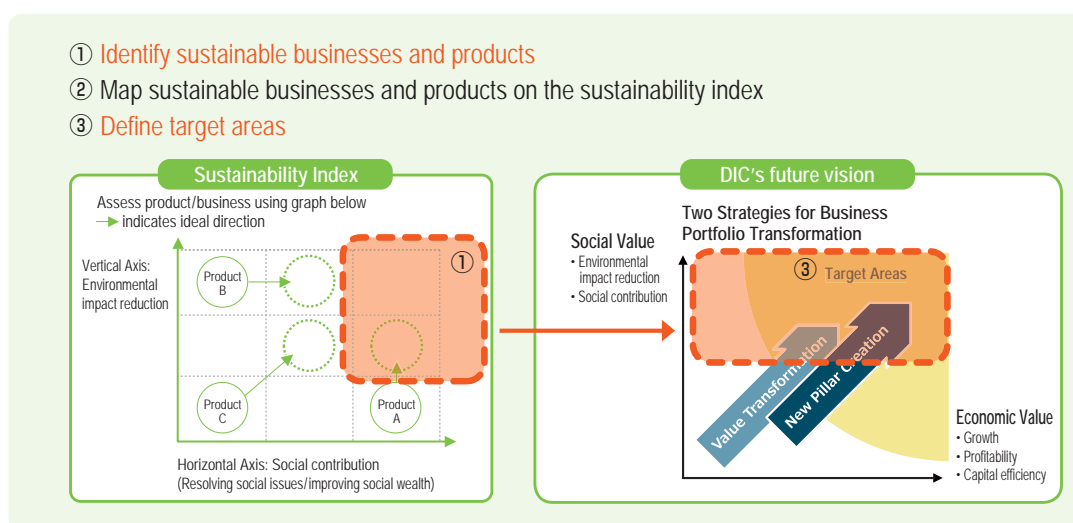 ① Identify sustainable businesses and products
② Map sustainable businesses and products on the sustainability index
③ Define target areas
Sustainability Index
Assess product/business using graph below
indicates ideal direction
Vertical Axis:
Environmental
impact reduction
Product
B
①
Product
C
Product
A
Horizontal Axis: Social contribution
(Resolving social issues/improving social wealth)
DIC's future vision
Two Strategies for Business
Portfolio Transformation
Social Value
• Environmental
impact reduction
• Social contribution
③ Target Areas
Value Transformation
New Pillar Creation
Economic Value
• Growth
• Profitability
• Capital efficiency